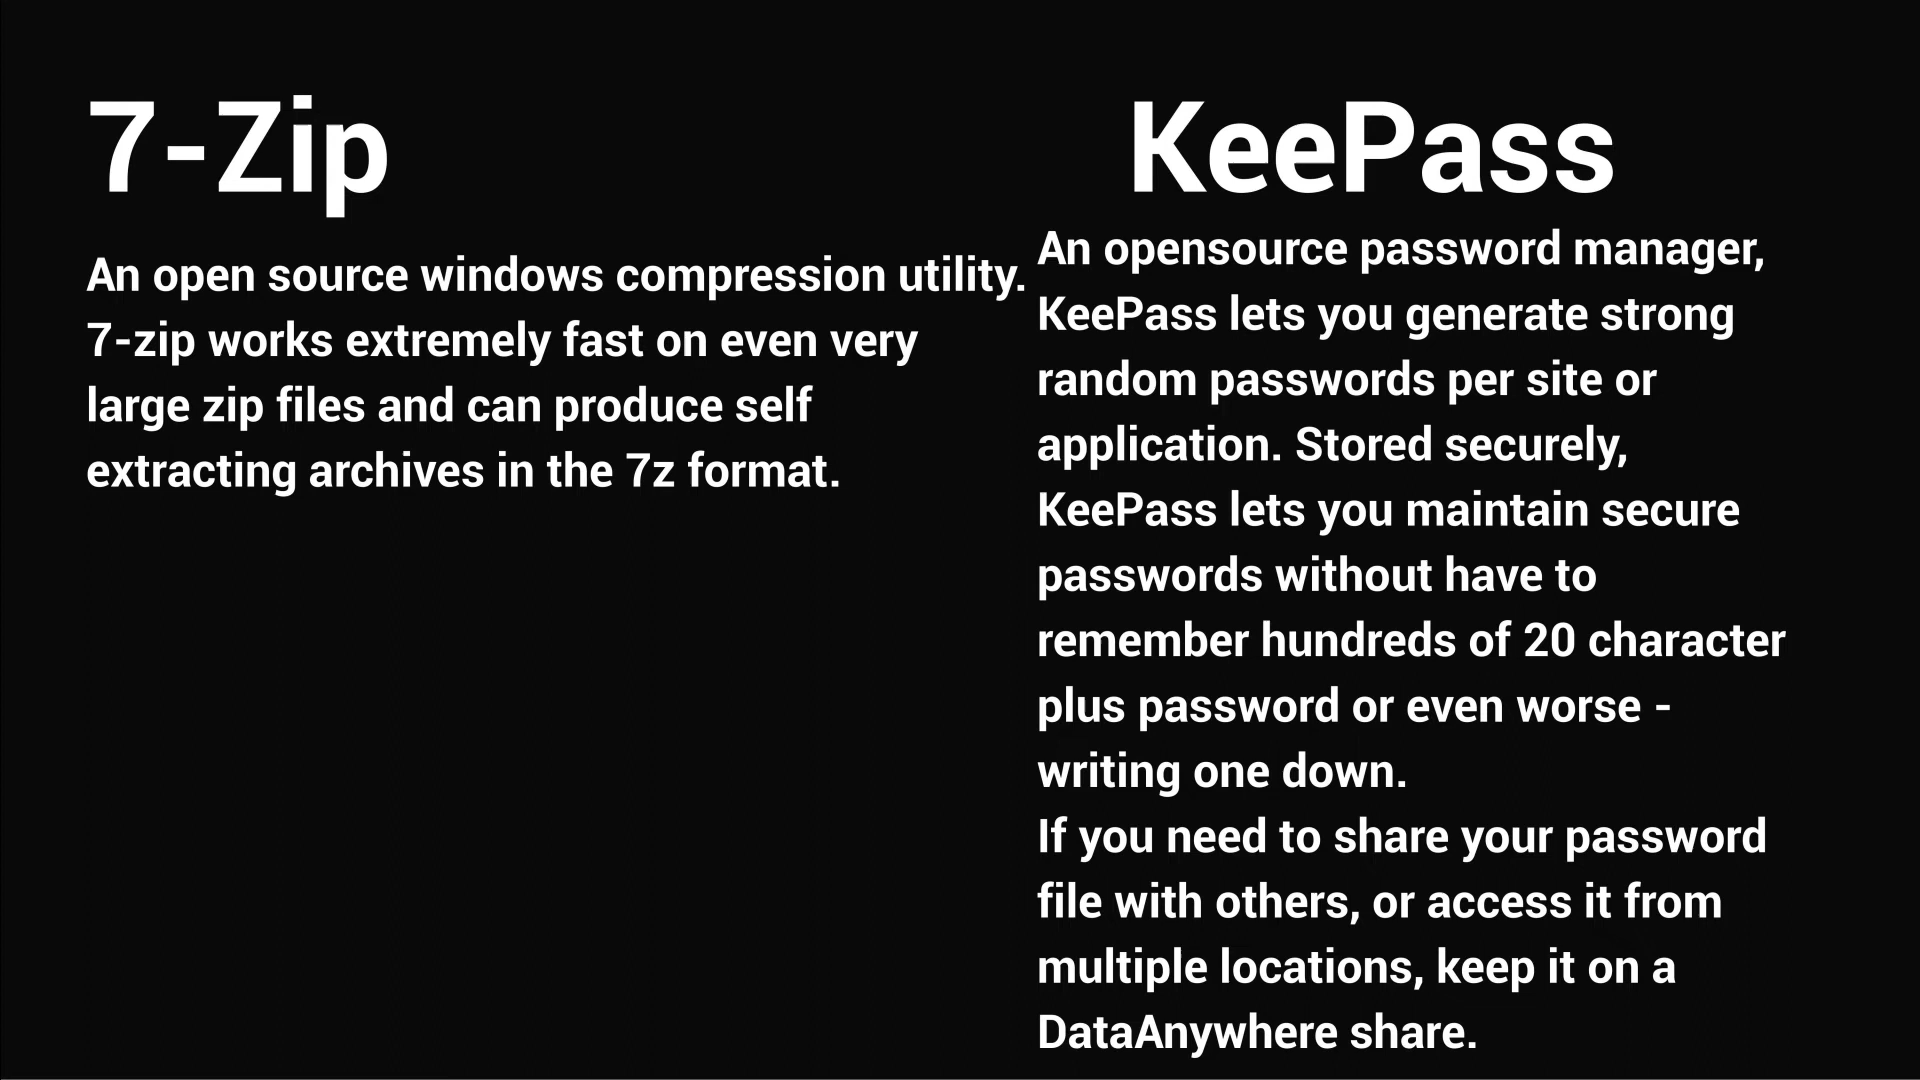 7-Zip
An open source windows compression utility.
7-zip works extremely fast on even very
large zip files and can produce self
extracting archives in the 7z format.
KeePass
An opensource password manager,
KeePass lets you generate strong
random passwords per site or
application. Stored securely,
KeePass lets you maintain secure
passwords without have to
remember hundreds of 20 character
plus password or even worse -
writing one down.
If you need to share your password
file with others, or access it from
multiple locations, keep it on a
DataAnywhere share.